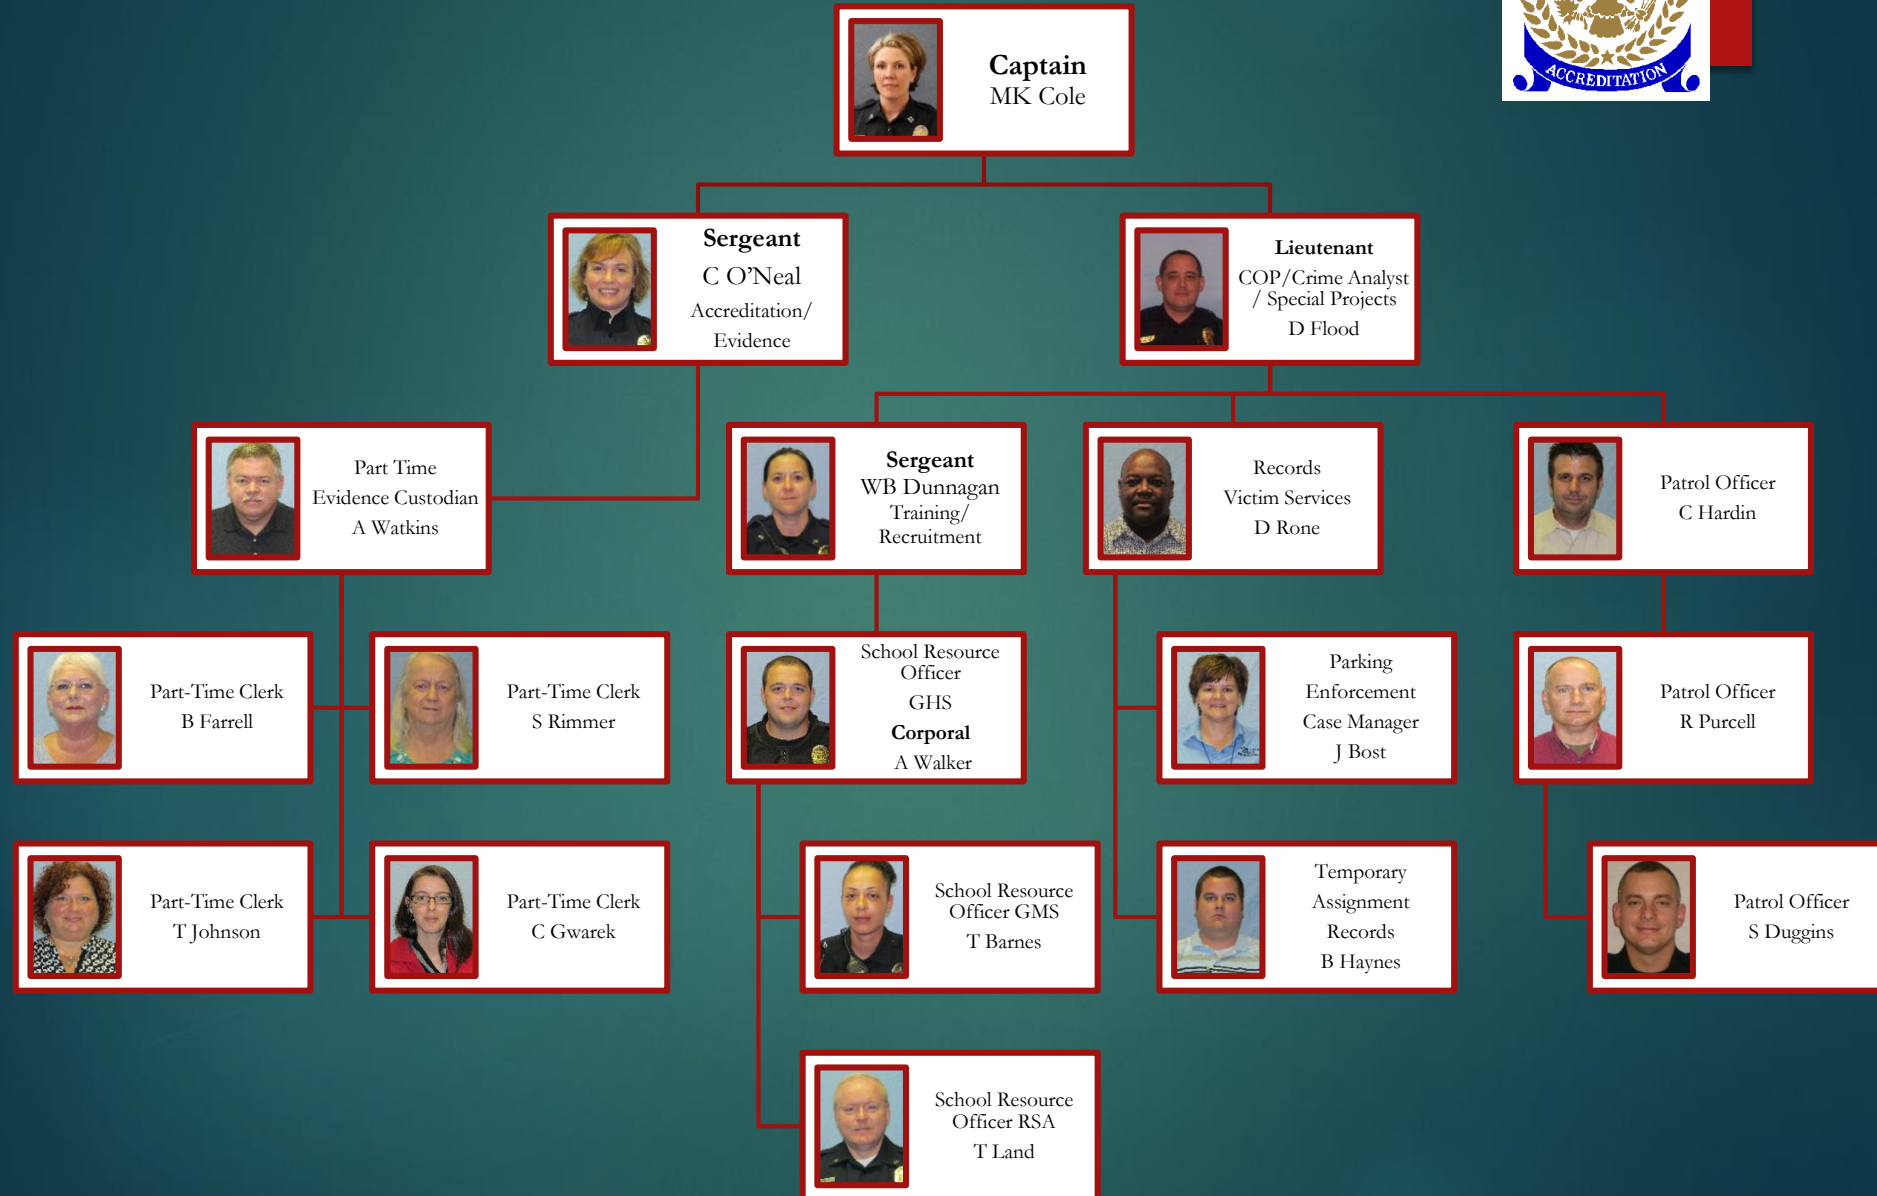 ACCREDITATION
Captain
MK Cole
Sergeant
C O’Neal
Accreditation/
Evidence
Lieutenant
COP/Crime Analyst
/ Special Projects
D Flood
Part Time
Evidence Custodian
A Watkins
Sergeant
WB Dunnagan
Training/
Recruitment
Records
Victim Services
D Rone
Patrol Officer
C Hardin
Part-Time Clerk
B Farrell
Part-Time Clerk
S Rimmer
School Resource
Officer
GHS
Corporal
A Walker
Parking
Enforcement
Case Manager
J Bost
Patrol Officer
R Purcell
Part-Time Clerk
T Johnson
Part-Time Clerk
C Gwarek
School Resource
Officer GMS
T Barnes
Temporary
Assignment
Records
B Haynes
Patrol Officer
S Duggins
School Resource
Officer RSA
T Land